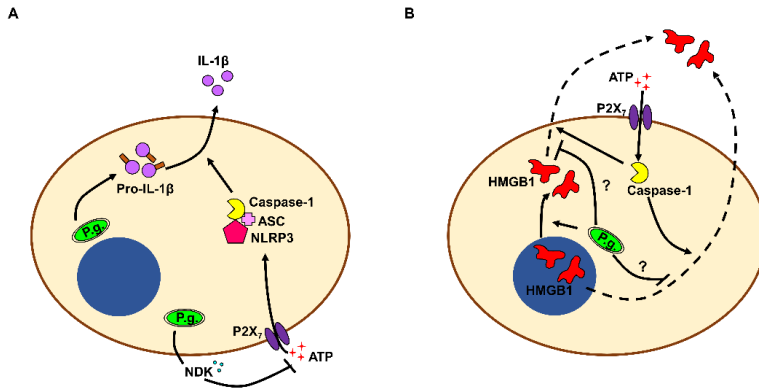 A
IL-1β
Pro-IL-1β
P.g.
Caspase-1
ASC
NLRP3
P.g.
P2X7
NDK
ATP
B
ATP
P2X7
HMGB1
?
Caspase-1
P.g.
?
HMGB1